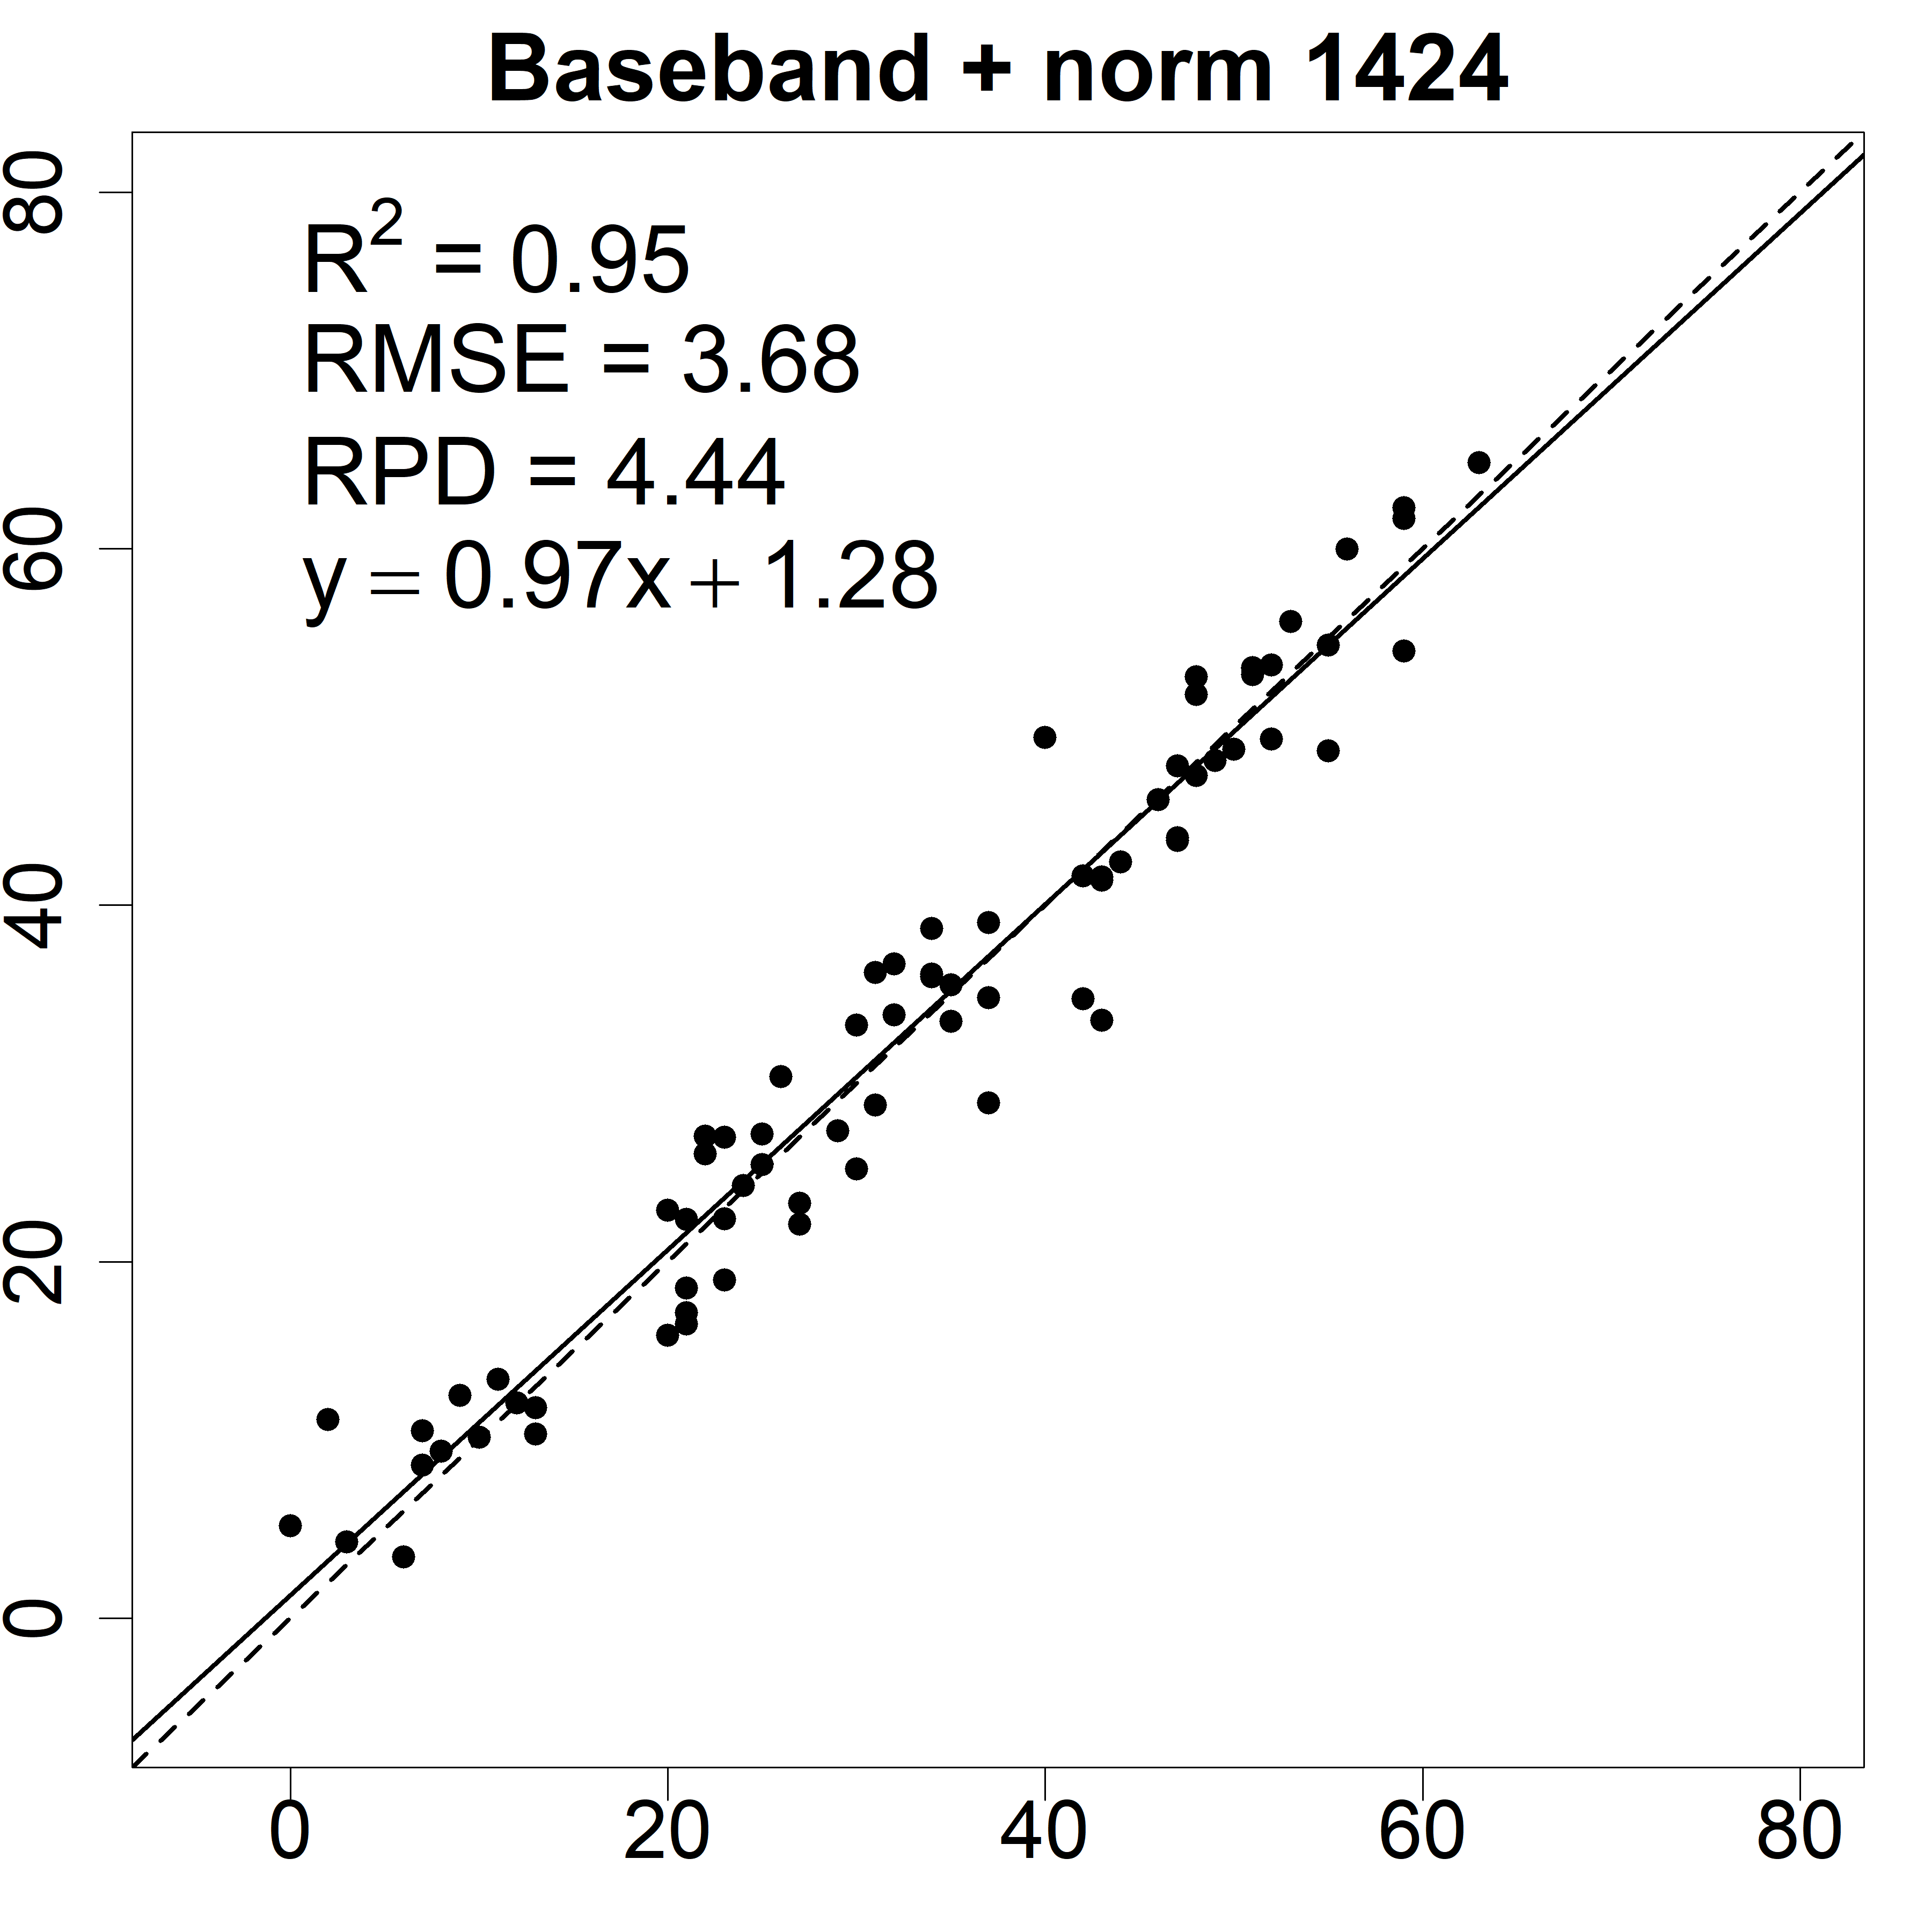 Baseband + norm 1424
R² = 0.95
RMSE = 3.68
RPD = 4.44
y = 0.97x + 1.28
80
60
40
20
0
0 20 40 60 80